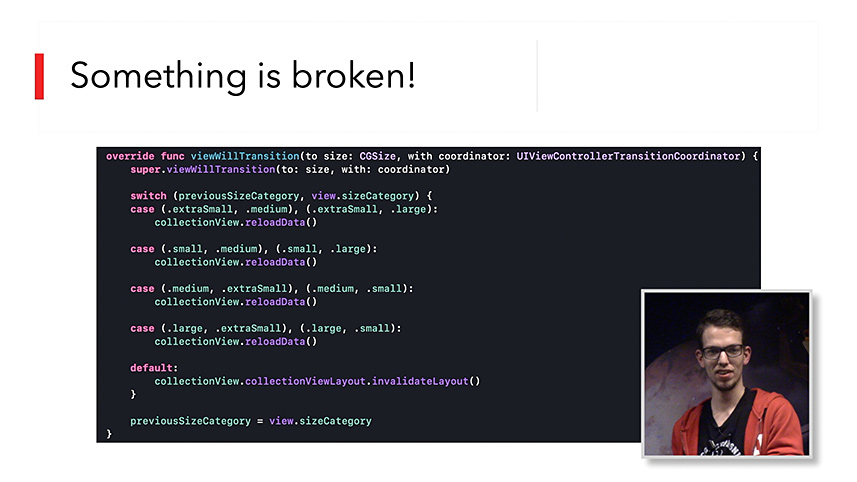 Something is broken!
override func viewWillTransition(to size: CGSize, with coordinator: UIViewControllerTransitionCoordinator) {
super.viewWillTransition(to: size, with: coordinator)
switch (previousSizeCategory, view.sizeCategory) {
case (.extraSmall, .medium), (.extraSmall, .large):
collectionView.reloadData()
case (.small, .medium), (.small, .large):
collectionView.reloadData()
case (.medium, .extraSmall), (.medium, .small):
collectionView.reloadData()
case (.large, .extraSmall), (.large, .small):
collectionView.reloadData()
default:
collectionView.collectionViewLayout.invalidateLayout()
}
previousSizeCategory = view.sizeCategory
}